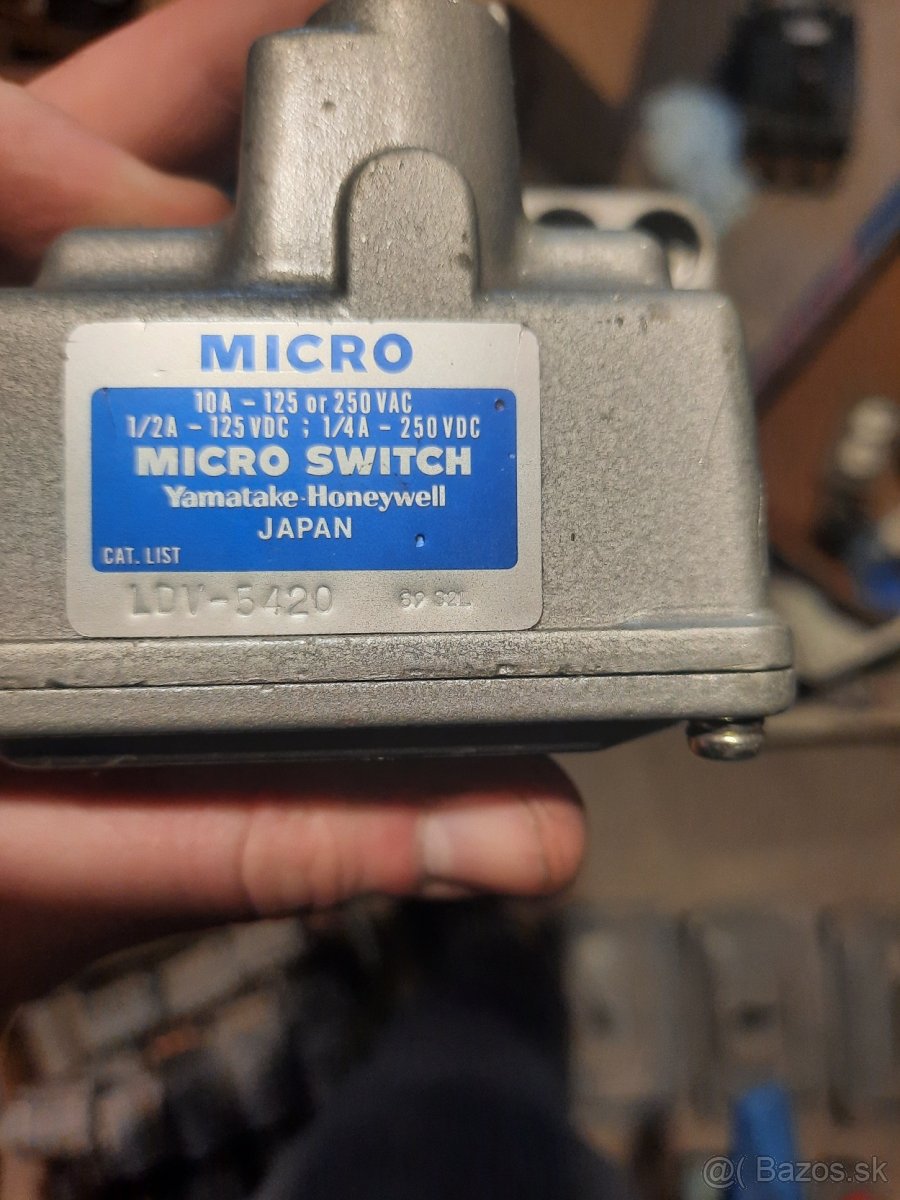 MICRO
10A - 125 or 250 VAC
1/2A - 125 VDC ; 1/4A - 250 VDC
MICRO SWITCH
Yamatake-Honeywell
JAPAN
CAT. LIST
1DV-5420
@( Bazos.sk